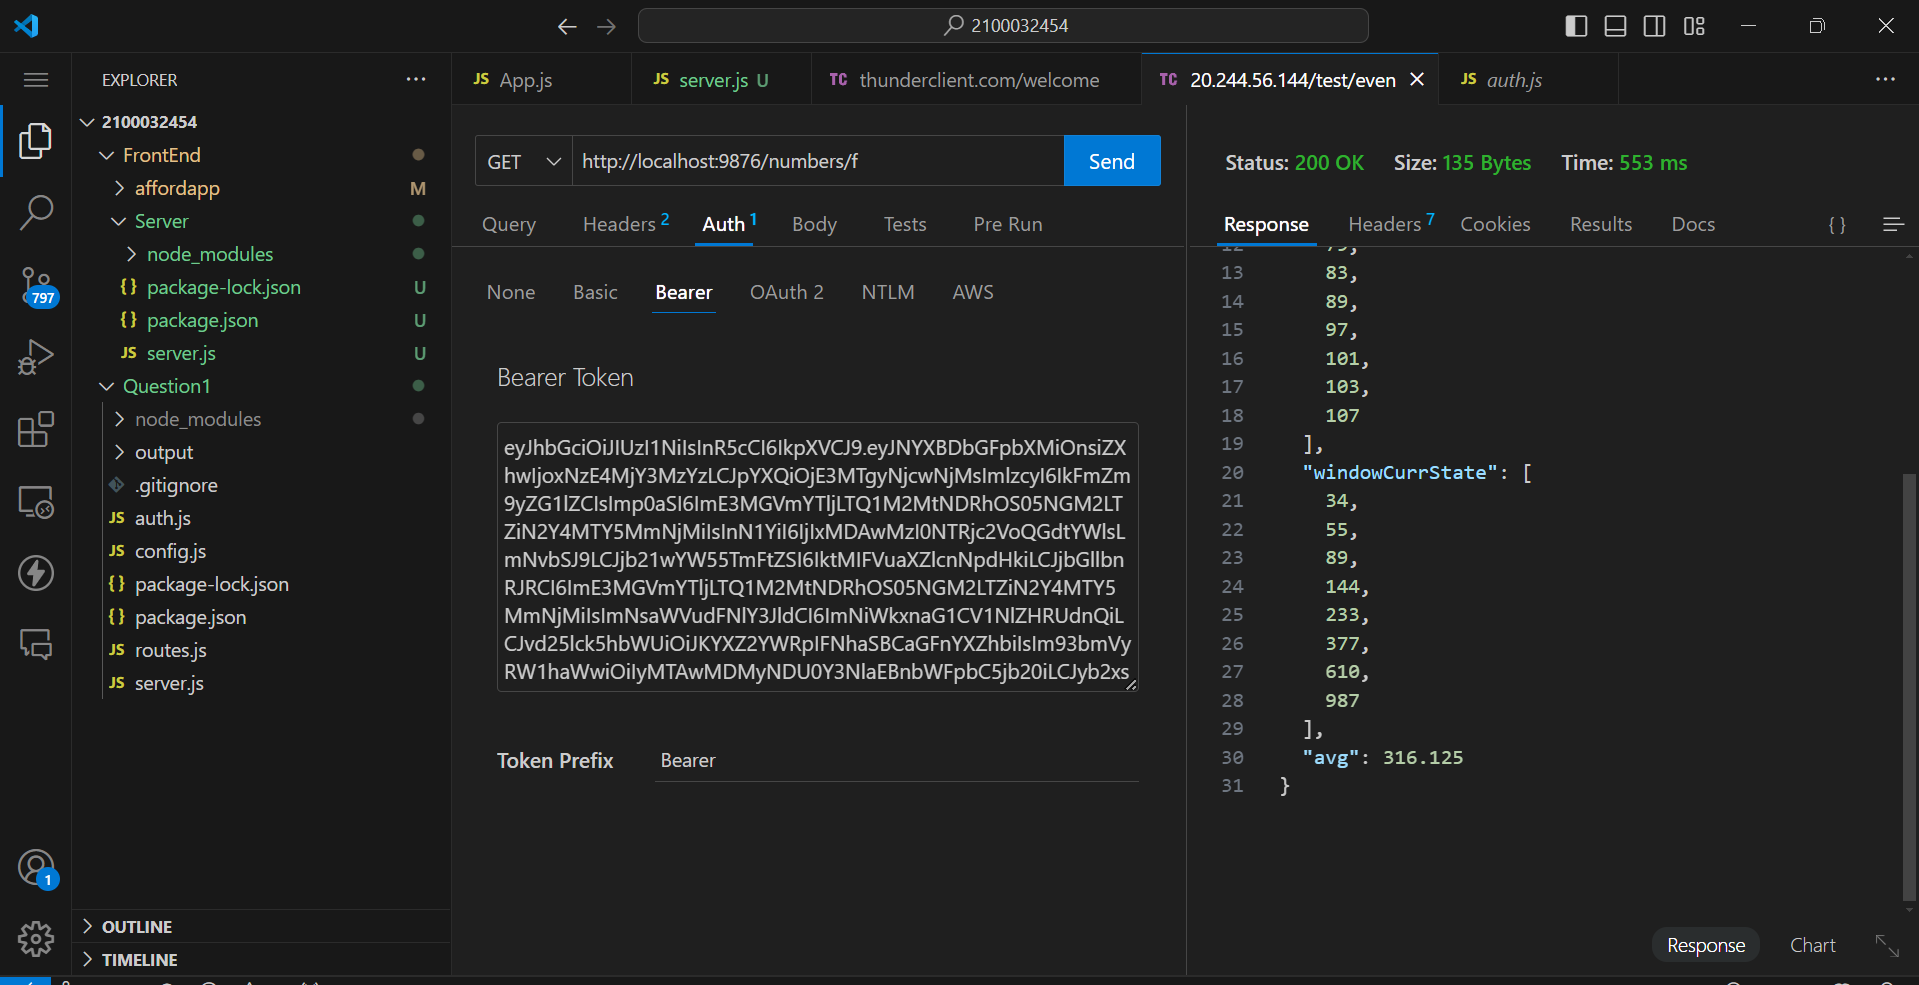 2100032454
EXPLORER
2100032454
FrontEnd
affordapp M
Server
node_modules
{} package-lock.json U
{} package.json U
JS server.js U
Question1
node_modules
output
.gitignore
JS auth.js
JS config.js
{} package-lock.json
{} package.json
JS routes.js
JS server.js
OUTLINE
TIMELINE
797
1
JS App.js
JS server.js U
TC thunderclient.com/welcome
TC 20.244.56.144/test/even
JS auth.js
GET http://localhost:9876/numbers/f Send
Query Headers 2 Auth 1 Body Tests Pre Run
None Basic Bearer OAuth 2 NTLM AWS
Bearer Token
Token Prefix Bearer
Status: 200 OK Size: 135 Bytes Time: 553 ms
Response Headers 7 Cookies Results Docs {}
12 79,
13 83,
14 89,
15 97,
16 101,
17 103,
18 107
19 ],
20 "windowCurrState": [
21 34,
22 55,
23 89,
24 144,
25 233,
26 377,
27 610,
28 987
29 ],
30 "avg": 316.125
31 }
Response Chart